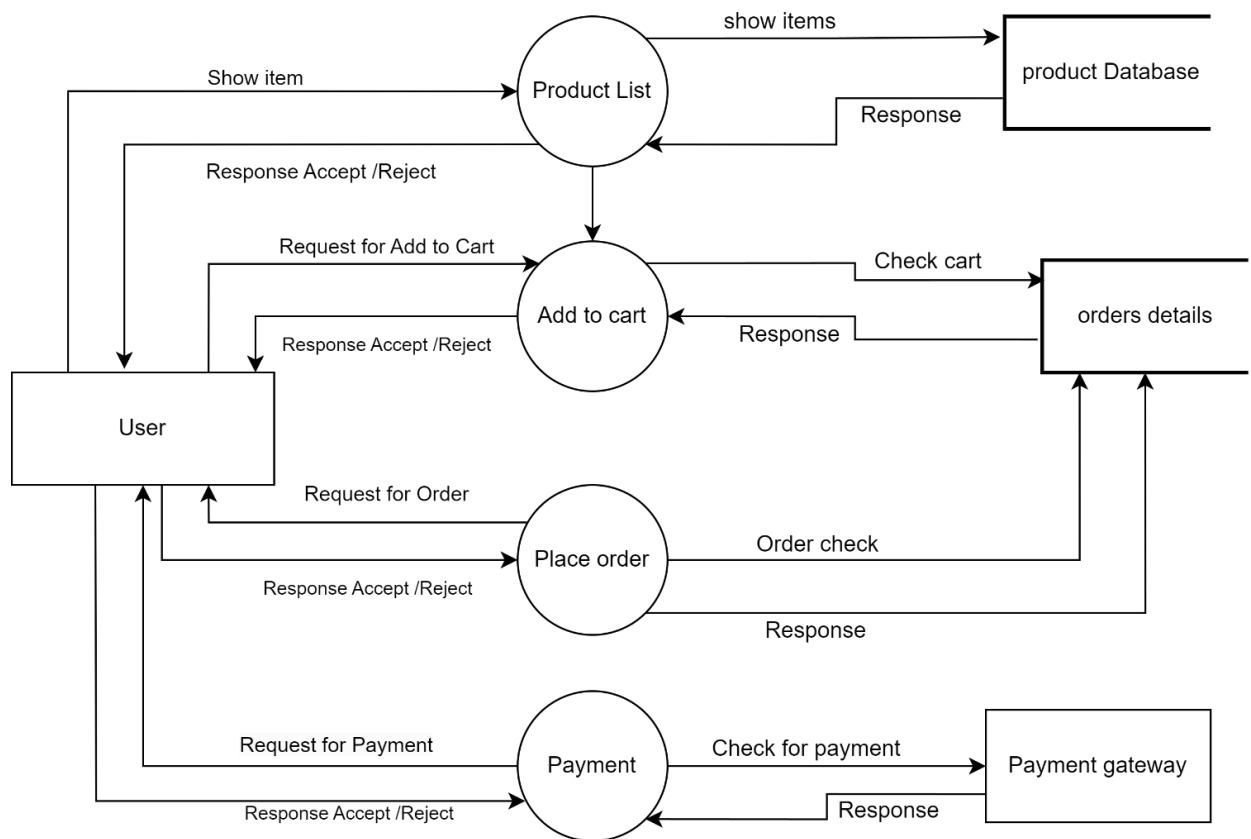 show items
Show item
Product List
product Database
Response
Response Accept /Reject
Request for Add to Cart
Check cart
Add to cart
orders details
Response
Response Accept /Reject
User
Request for Order
Place order
Order check
Response Accept /Reject
Response
Request for Payment
Payment
Check for payment
Payment gateway
Response Accept /Reject
Response